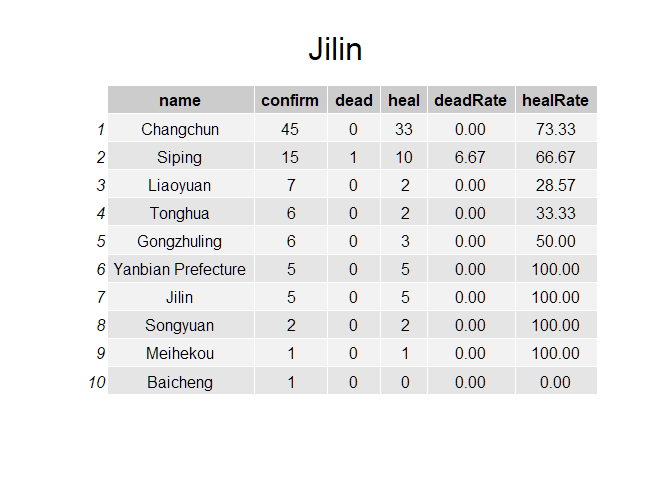 Jilin
name confirm dead heal deadRate healRate
1 Changchun 45 0 33 0.00 73.33
2 Siping 15 1 10 6.67 66.67
3 Liaoyuan 7 0 2 0.00 28.57
4 Tonghua 6 0 2 0.00 33.33
5 Gongzhuling 6 0 3 0.00 50.00
6 Yanbian Prefecture 5 0 5 0.00 100.00
7 Jilin 5 0 5 0.00 100.00
8 Songyuan 2 0 2 0.00 100.00
9 Meihekou 1 0 1 0.00 100.00
10 Baicheng 1 0 0 0.00 0.00